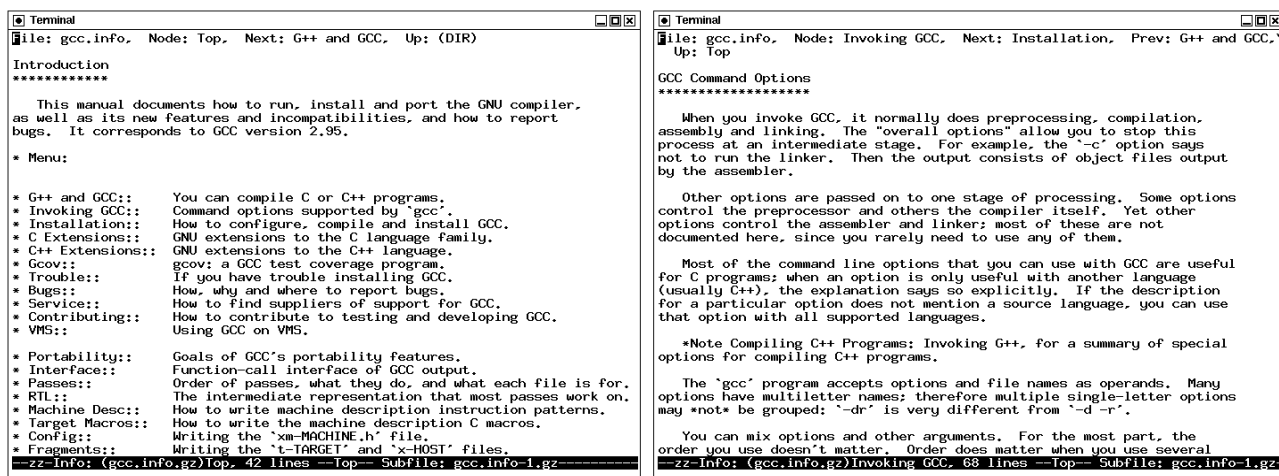 Terminal
File: gcc.info,  Node: Top,  Next: G++ and GCC,  Up: (DIR)
Introduction
************
This manual documents how to run, install and port the GNU compiler,
as well as its new features and incompatibilities, and how to report
bugs.  It corresponds to GCC version 2.95.
* Menu:
* G++ and GCC::     You can compile C or C++ programs.
* Invoking GCC::    Command options supported by `gcc'.
* Installation::    How to configure, compile and install GCC.
* C Extensions::    GNU extensions to the C language family.
* C++ Extensions::  GNU extensions to the C++ language.
* Gcov::            gcov: a GCC test coverage program.
* Trouble::         If you have trouble installing GCC.
* Bugs::            How, why and where to report bugs.
* Service::         How to find suppliers of support for GCC.
* Contributing::    How to contribute to testing and developing GCC.
* VMS::             Using GCC on VMS.
* Portability::     Goals of GCC's portability features.
* Interface::       Function-call interface of GCC output.
* Passes::          Order of passes, what they do, and what each file is for.
* RTL::             The intermediate representation that most passes work on.
* Machine Desc::    How to write machine description instruction patterns.
* Target Macros::   How to write the machine description C macros.
* Config::          Writing the `xm-MACHINE.h' file.
* Fragments::       Writing the `t-TARGET' and `x-HOST' files.
--zz-Info: (gcc.info.gz)Top, 42 lines --Top-- Subfile: gcc.info-1.gz----------
Terminal
File: gcc.info,  Node: Invoking GCC,  Next: Installation,  Prev: G++ and GCC,\
Up: Top
GCC Command Options
*******************
When you invoke GCC, it normally does preprocessing, compilation,
assembly and linking.  The "overall options" allow you to stop this
process at an intermediate stage.  For example, the `-c' option says
not to run the linker.  Then the output consists of object files output
by the assembler.
Other options are passed on to one stage of processing.  Some options
control the preprocessor and others the compiler itself.  Yet other
options control the assembler and linker; most of these are not
documented here, since you rarely need to use any of them.
Most of the command line options that you can use with GCC are useful
for C programs; when an option is only useful with another language
(usually C++), the explanation says so explicitly.  If the description
for a particular option does not mention a source language, you can use
that option with all supported languages.
*Note Compiling C++ Programs: Invoking G++, for a summary of special
options for compiling C++ programs.
The `gcc' program accepts options and file names as operands.  Many
options have multiletter names; therefore multiple single-letter options
may *not* be grouped: `-dr' is very different from `-d -r'.
You can mix options and other arguments.  For the most part, the
order you use doesn't matter.  Order does matter when you use several
--zz-Info: (gcc.info.gz)Invoking GCC, 68 lines --Top-- Subfile: gcc.info-1.gz